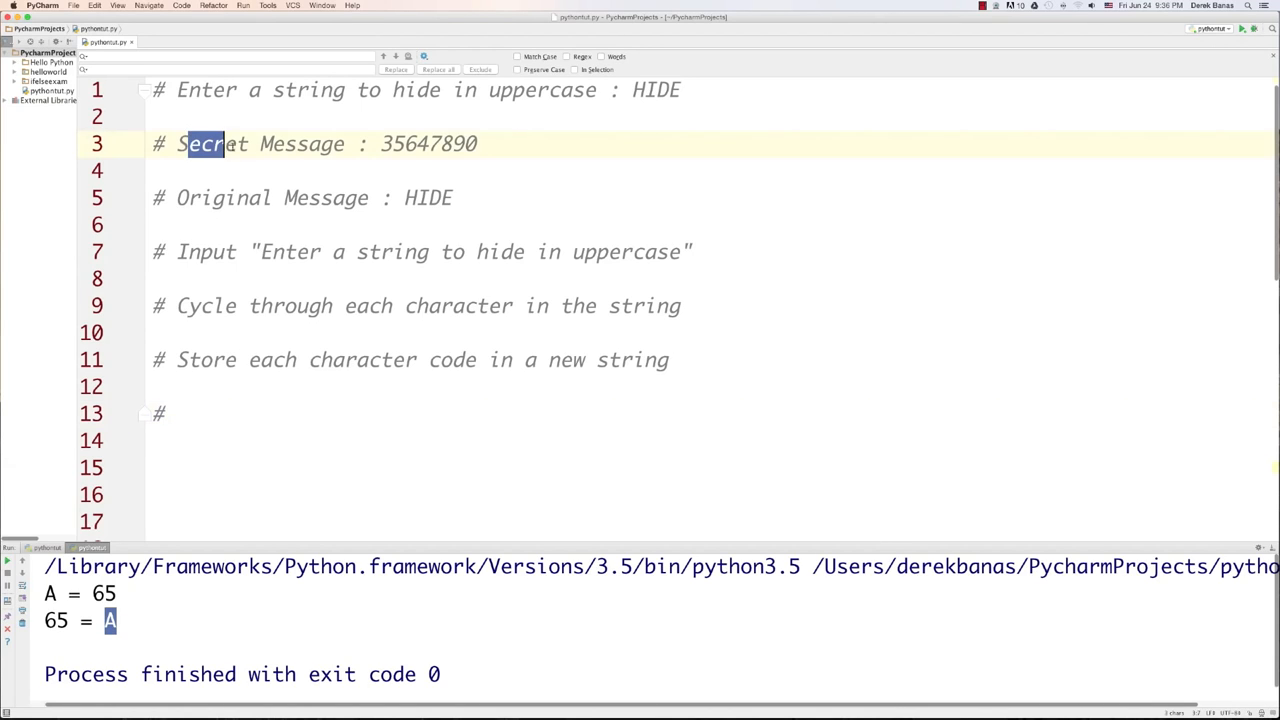 PyCharm File Edit View Navigate Code Refactor Run Tools VCS Window Help Fri Jun 24 9:36 PM Derek Banas
pythontut.py - PycharmProjects - [~/PycharmProjects]
PycharmProjects pythontut.py pythontut
pythontut.py
PycharmProject
Hello Python
helloworld
ifelseexam
pythontut.py
External Librarie
Match Case Regex Words
Replace Replace all Exclude Preserve Case In Selection
1 # Enter a string to hide in uppercase : HIDE
2
3 # Secret Message : 35647890
4
5 # Original Message : HIDE
6
7 # Input "Enter a string to hide in uppercase"
8
9 # Cycle through each character in the string
10
11 # Store each character code in a new string
12
13 #
14
15
16
17
Run: pythontut pythontut
/Library/Frameworks/Python.framework/Versions/3.5/bin/python3.5 /Users/derekbanas/PycharmProjects/pytho
A = 65
65 = A
Process finished with exit code 0
3 chars 3:7 LF÷ UTF-8÷